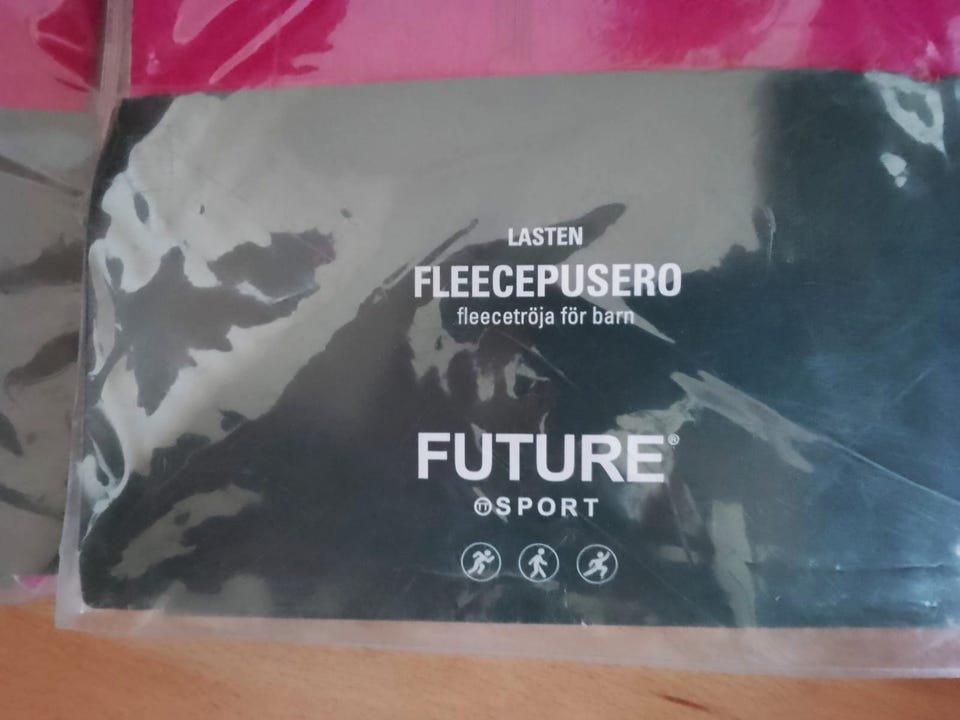 LASTEN
FLEECEPUSERO
fleecetröja för barn
FUTURE®
SPORT